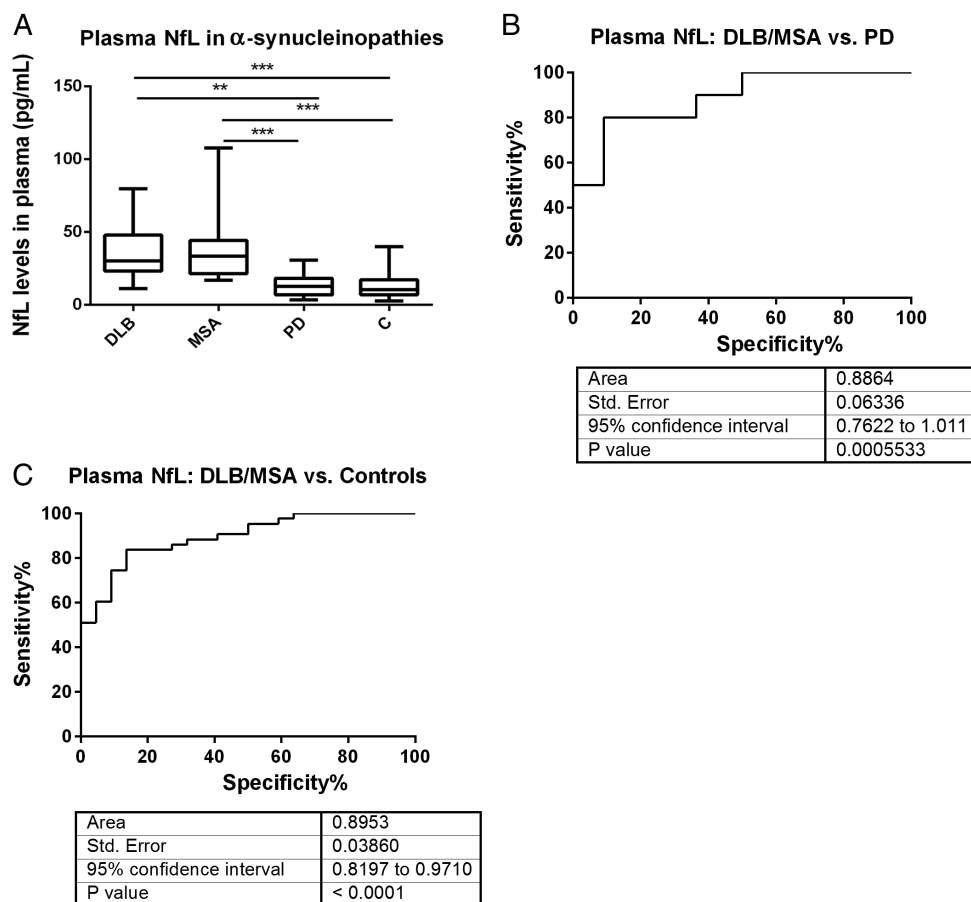 A
Plasma NfL in α-synucleinopathies
NfL levels in plasma (pg/mL)
150
100
50
0
***
**
***
***
DLB
MSA
PD
C
B
Plasma NfL: DLB/MSA vs. PD
Sensitivity%
100
80
60
40
20
0
0 20 40 60 80 100
Specificity%
Area 0.8864
Std. Error 0.06336
95% confidence interval 0.7622 to 1.011
P value 0.0005533
C
Plasma NfL: DLB/MSA vs. Controls
Sensitivity%
100
80
60
40
20
0
0 20 40 60 80 100
Specificity%
Area 0.8953
Std. Error 0.03860
95% confidence interval 0.8197 to 0.9710
P value < 0.0001